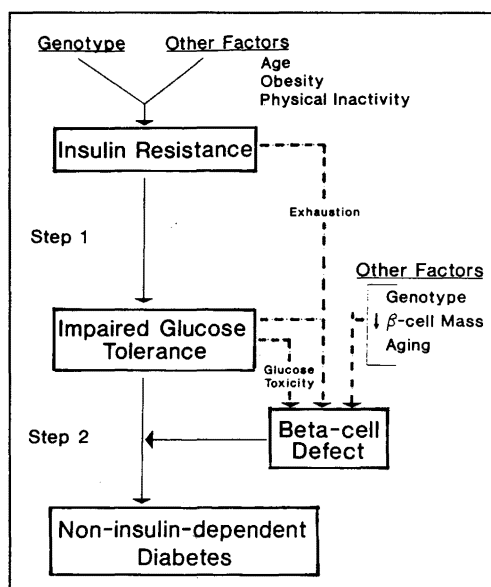 Genotype
Other Factors
Age
Obesity
Physical Inactivity
Insulin Resistance
Exhaustion
Step 1
Other Factors
Genotype
↓ β-cell Mass
Aging
Impaired Glucose
Tolerance
Glucose
Toxicity
Step 2
Beta-cell
Defect
Non-insulin-dependent
Diabetes